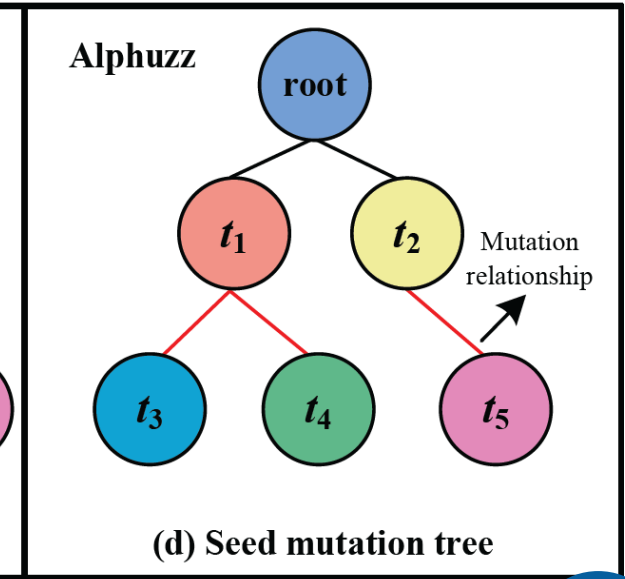 Alphuzz
root
t1
t2
Mutation
relationship
t3
t4
t5
(d) Seed mutation tree